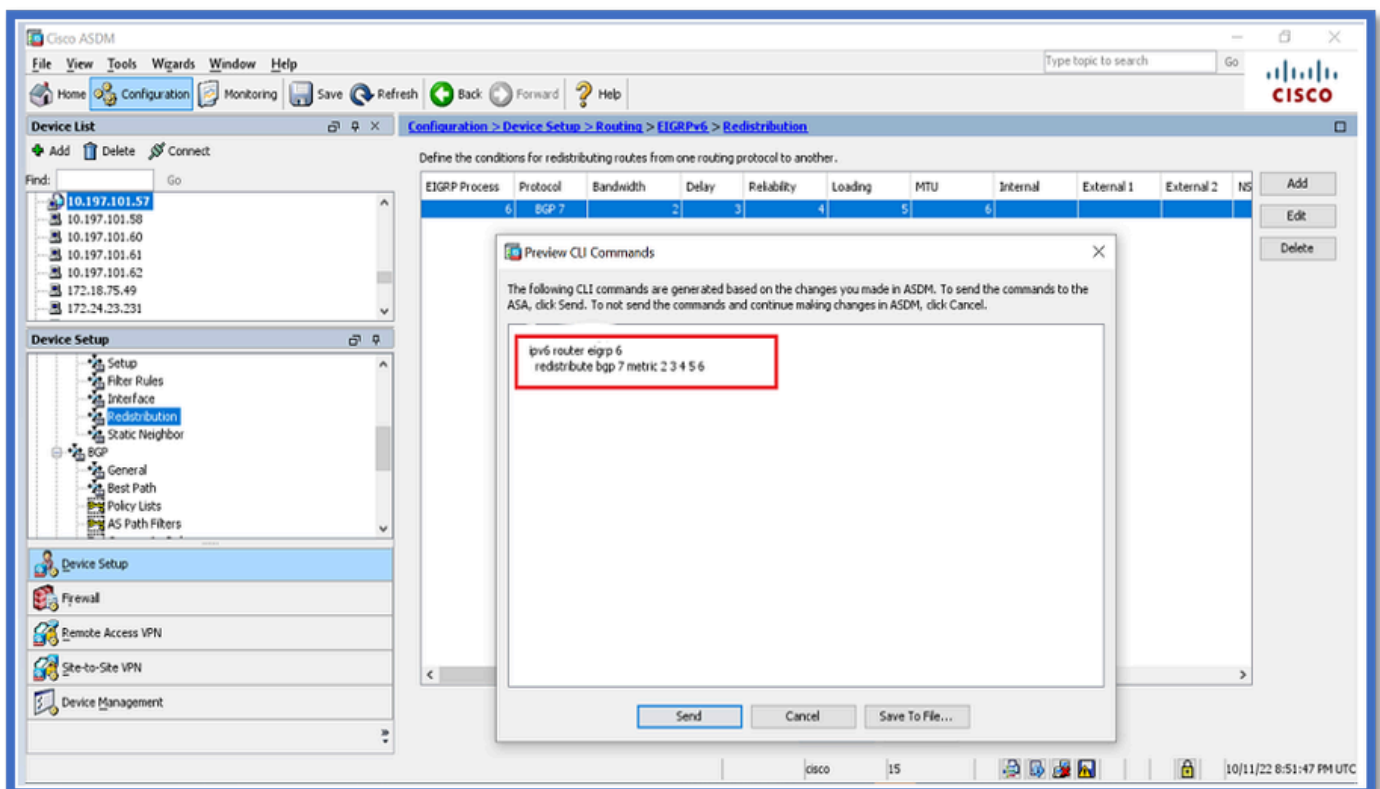 Cisco ASDM
File View Tools Wizards Window Help
Type topic to search Go
Home Configuration Monitoring Save Refresh Back Forward Help
CISCO
Device List
Add Delete Connect
Find: Go
10.197.101.57
10.197.101.58
10.197.101.60
10.197.101.61
10.197.101.62
172.18.75.49
172.24.23.231
Device Setup
Setup
Filter Rules
Interface
Redistribution
Static Neighbor
BGP
General
Best Path
Policy Lists
AS Path Filters
Device Setup
Firewall
Remote Access VPN
Site-to-Site VPN
Device Management
Configuration > Device Setup > Routing > EIGRPv6 > Redistribution
Define the conditions for redistributing routes from one routing protocol to another.
EIGRP Process Protocol Bandwidth Delay Reliability Loading MTU Internal External 1 External 2 NS
6 BGP 7 2 3 4 5 6
Add
Edit
Delete
Preview CLI Commands
The following CLI commands are generated based on the changes you made in ASDM. To send the commands to the
ASA, click Send. To not send the commands and continue making changes in ASDM, click Cancel.
ipv6 router eigrp 6
redistribute bgp 7 metric 2 3 4 5 6
Send Cancel Save To File...
cisco 15 10/11/22 8:51:47 PM UTC